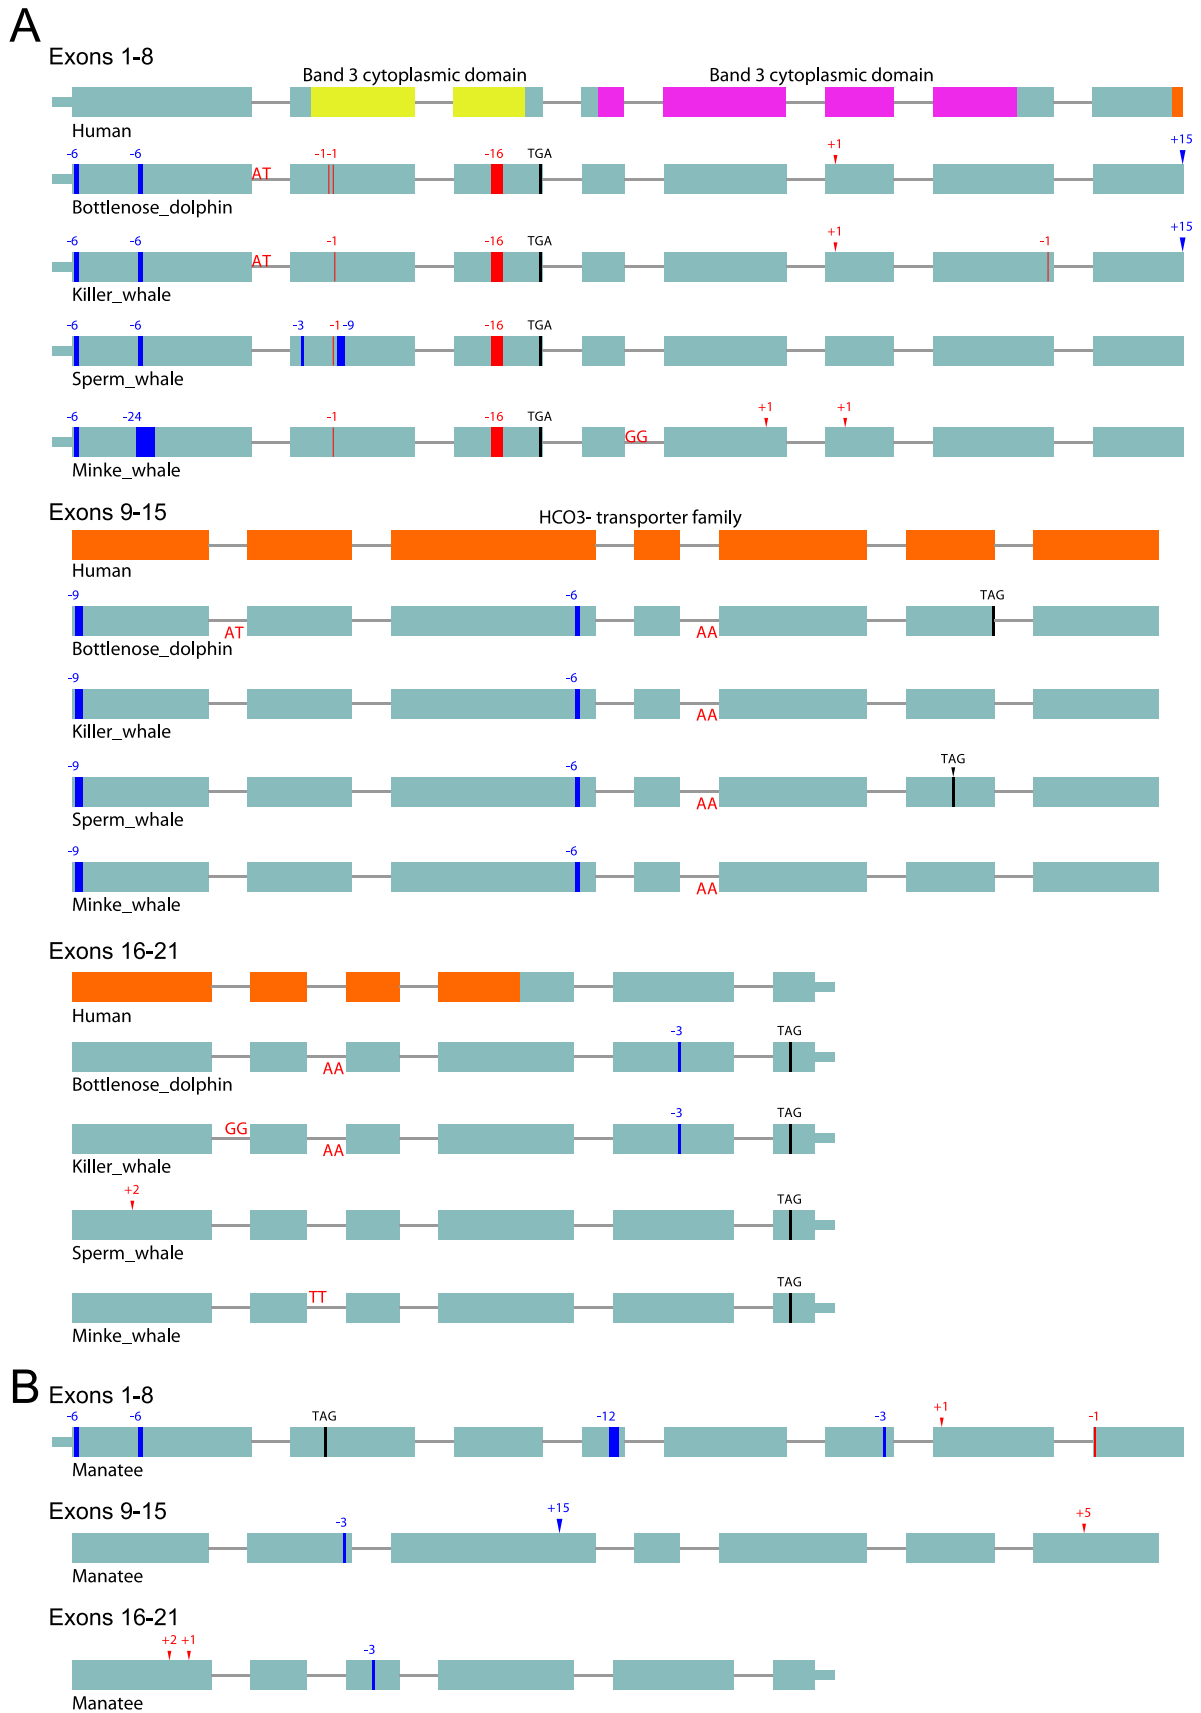 A
Exons 1-8
Band 3 cytoplasmic domain Band 3 cytoplasmic domain
Human
-6 -6 AT -1-1 -16 TGA +1 +15
Bottlenose_dolphin
-6 -6 AT -1 -16 TGA +1 -1 +15
Killer_whale
-6 -6 -3 -1 -9 -16 TGA
Sperm_whale
-6 -24 -1 -16 TGA GG +1 +1
Minke_whale
Exons 9-15
HCO3- transporter family
Human
-9 AT -6 AA TAG
Bottlenose_dolphin
-9 -6 AA
Killer_whale
-9 -6 AA TAG
Sperm_whale
-9 -6 AA
Minke_whale
Exons 16-21
Human
AA -3 TAG
Bottlenose_dolphin
GG AA -3 TAG
Killer_whale
+2 TAG
Sperm_whale
TT TAG
Minke_whale
B
Exons 1-8
-6 -6 TAG -12 -3 +1 -1
Manatee
Exons 9-15
-3 +15 +5
Manatee
Exons 16-21
+2 +1 -3
Manatee